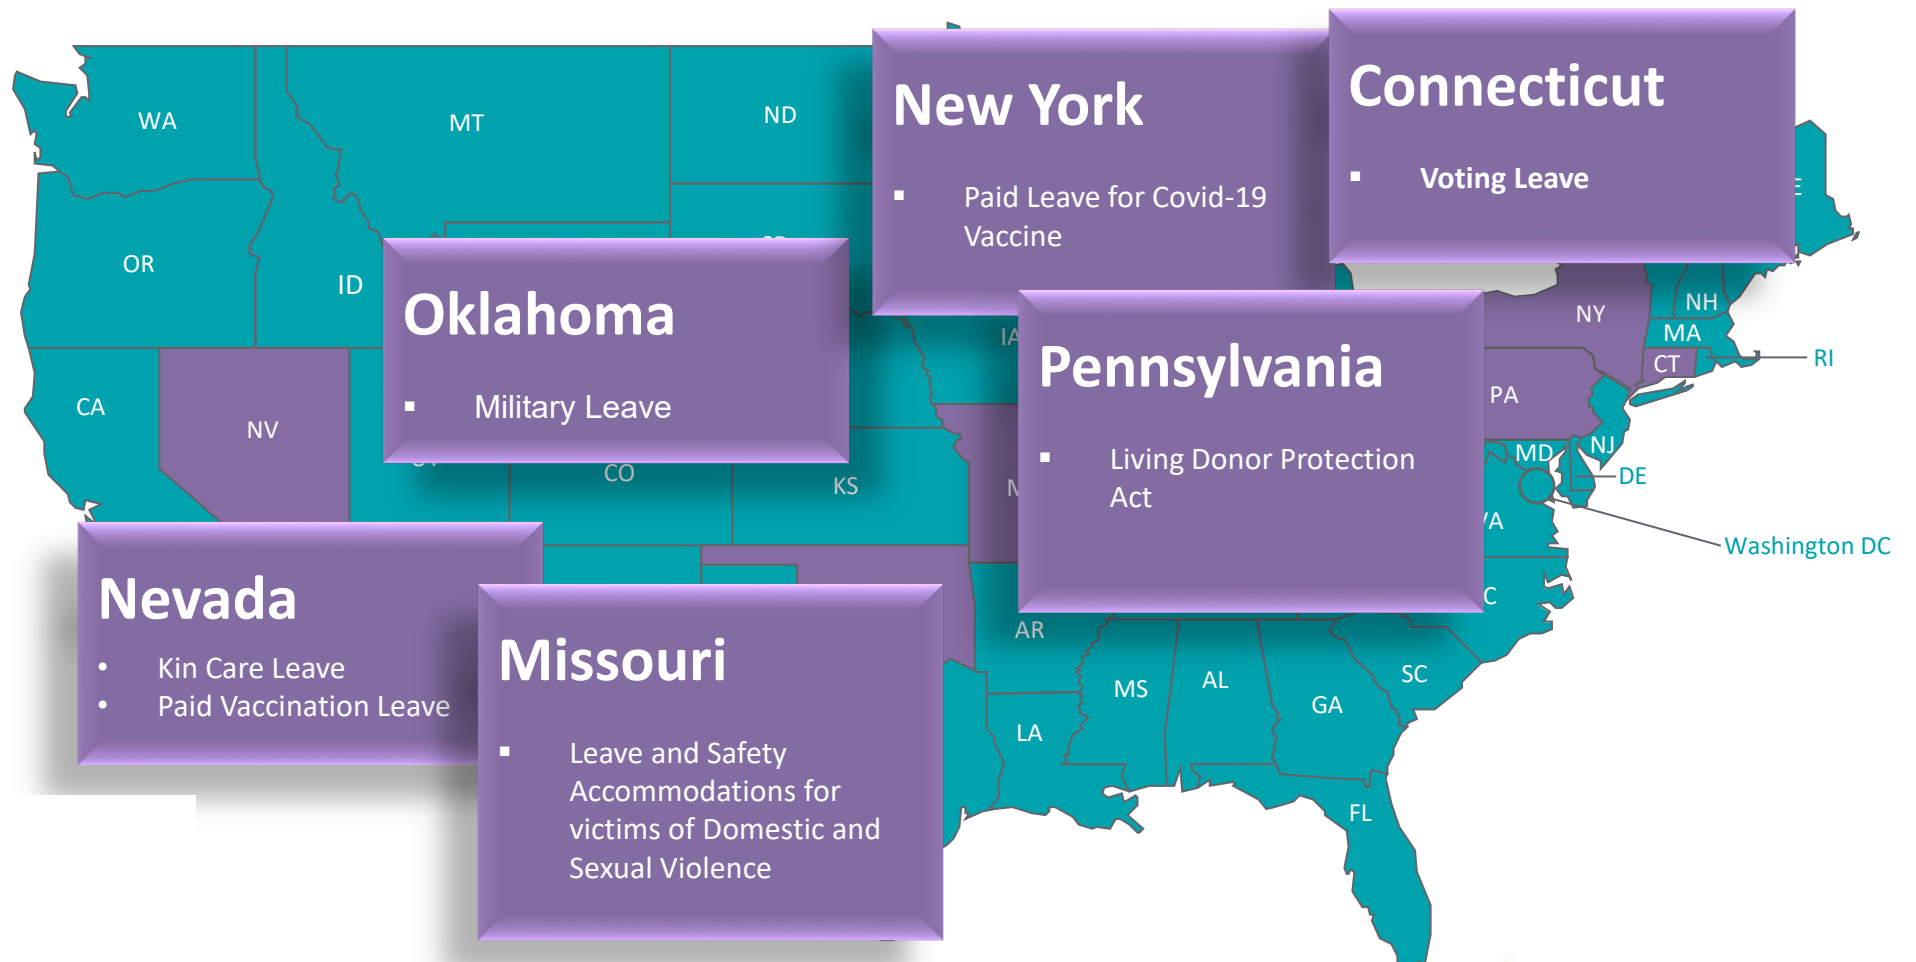 New York
▪ Paid Leave for Covid-19
Vaccine
Connecticut
▪ Voting Leave
Oklahoma
▪ Military Leave
Pennsylvania
▪ Living Donor Protection
Act
Nevada
• Kin Care Leave
• Paid Vaccination Leave
Missouri
▪ Leave and Safety
Accommodations for
victims of Domestic and
Sexual Violence
WA
MT
ND
OR
ID
CA
NV
CO
KS
IA
NY
NH
MA
CT
RI
PA
NJ
MD
DE
Washington DC
AR
MS
AL
GA
SC
LA
FL